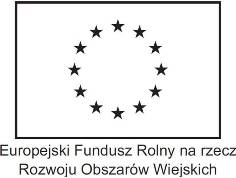 Europejski Fundusz Rolny na rzecz
Rozwoju Obszarów Wiejskich